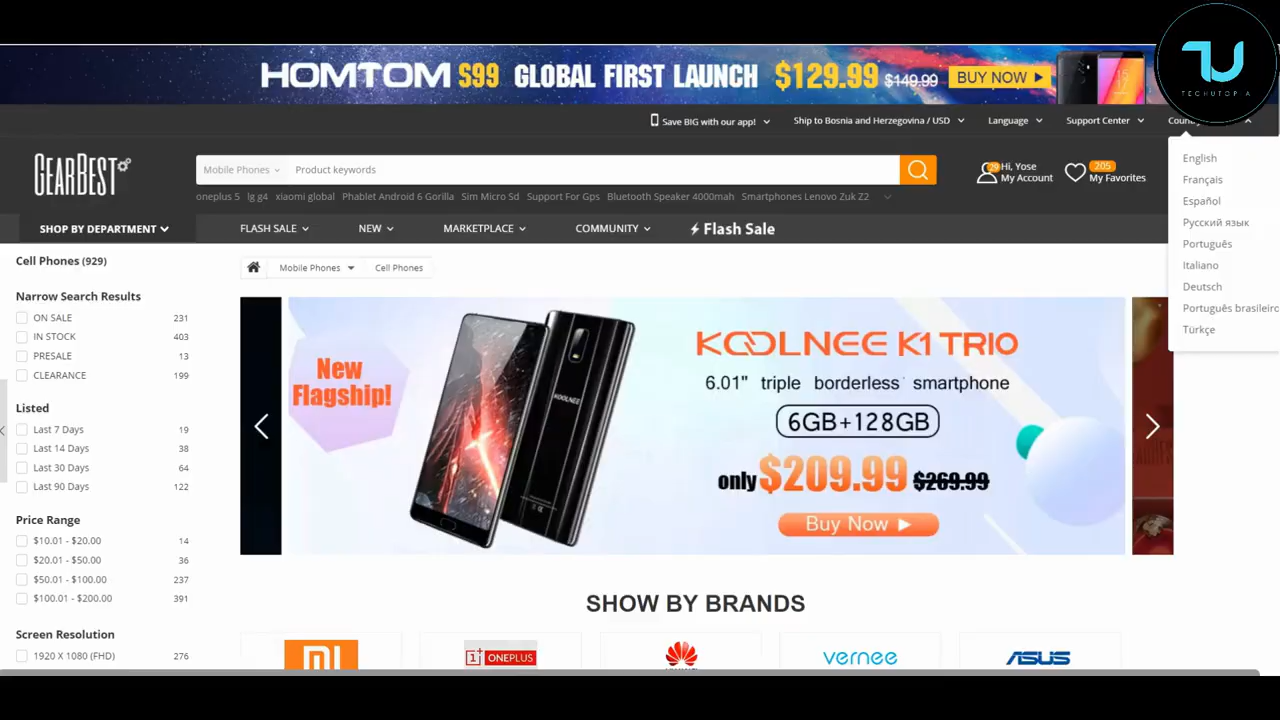 HOMTOM S99 GLOBAL FIRST LAUNCH $129.99 $149.99 BUY NOW
TECHUTOPIA
Save BIG with our app!
Ship to Bosnia and Herzegovina / USD
Language
Support Center
GEARBEST
Mobile Phones
Product keywords
Hi, Yose
My Account
205
My Favorites
oneplus 5 lg g4 xiaomi global Phablet Android 6 Gorilla Sim Micro Sd Support For Gps Bluetooth Speaker 4000mah Smartphones Lenovo Zuk Z2
English
Français
Español
Русский язык
Português
Italiano
Deutsch
Português brasileiro
Türkçe
SHOP BY DEPARTMENT
FLASH SALE
NEW
MARKETPLACE
COMMUNITY
Flash Sale
Cell Phones (929)
Mobile Phones
Cell Phones
Narrow Search Results
ON SALE 231
IN STOCK 403
PRESALE 13
CLEARANCE 199
Listed
Last 7 Days 19
Last 14 Days 38
Last 30 Days 64
Last 90 Days 122
Price Range
$10.01 - $20.00 14
$20.01 - $50.00 36
$50.01 - $100.00 237
$100.01 - $200.00 391
Screen Resolution
1920 X 1080 (FHD) 276
New
Flagship!
KOOLNEE
KOOLNEE K1 TRIO
6.01" triple borderless smartphone
6GB+128GB
only $209.99 $269.99
Buy Now
SHOW BY BRANDS
MI
1+ ONEPLUS
vernee
ASUS